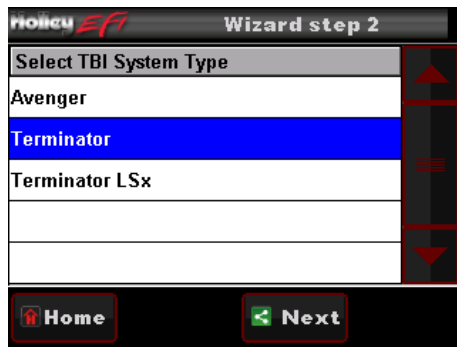 Holley EFI Wizard step 2
Select TBI System Type
Avenger
Terminator
Terminator LSx
Home Next